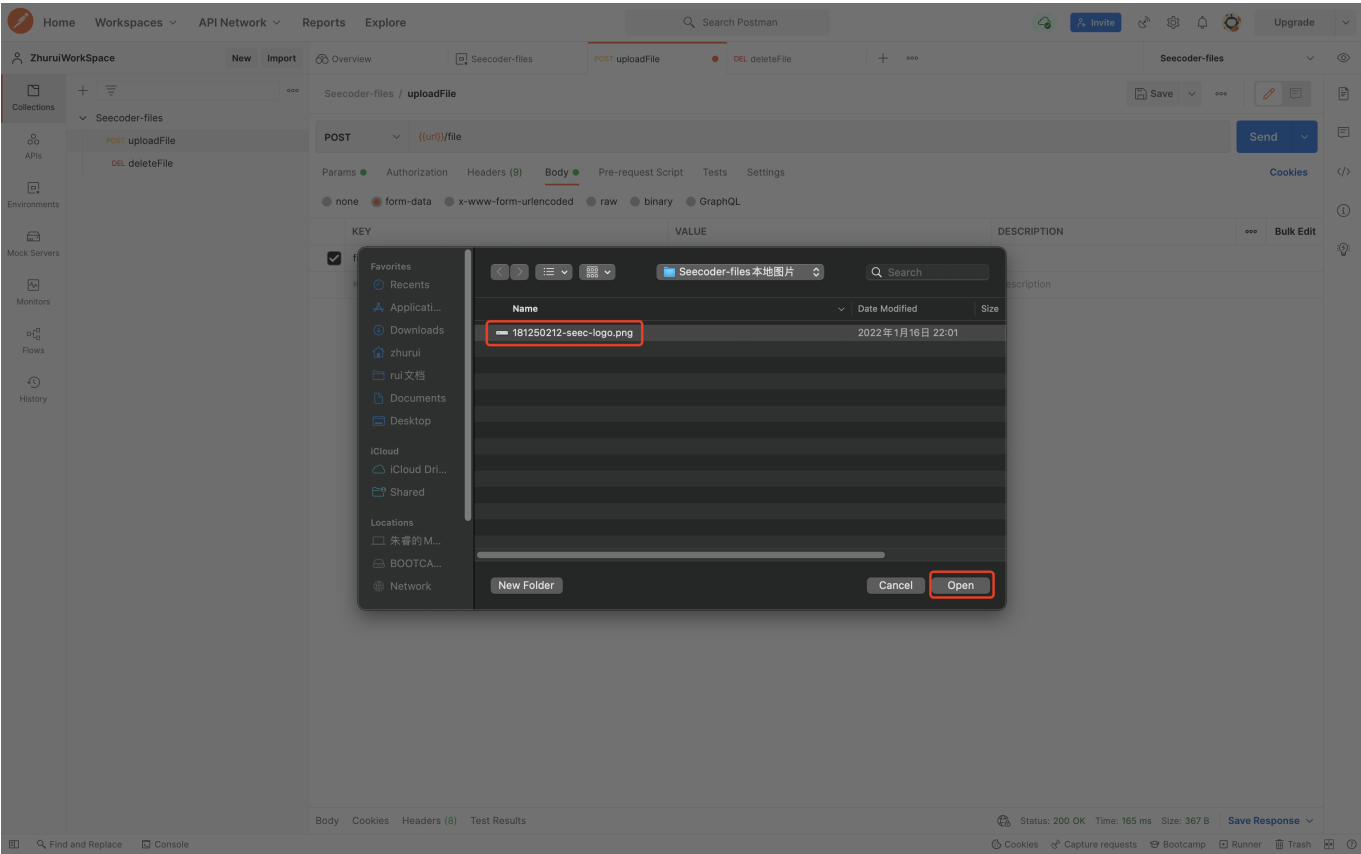 Home Workspaces API Network Reports Explore Search Postman Invite Upgrade
ZhuruiWorkSpace New Import Overview Seecoder-files POST uploadFile DEL deleteFile Seecoder-files
Collections Seecoder-files / uploadFile Save
Seecoder-files
POST uploadFile POST {{url}}/file Send
APIs DEL deleteFile
Params Authorization Headers (9) Body Pre-request Script Tests Settings Cookies
Environments none form-data x-www-form-urlencoded raw binary GraphQL
KEY VALUE DESCRIPTION Bulk Edit
Mock Servers
Monitors
Flows
History
Favorites
Recents
Applicati...
Downloads
zhurui
rui文档
Documents
Desktop
iCloud
iCloud Dri...
Shared
Locations
朱睿的M...
BOOTCA...
Network
Seecoder-files本地图片 Search
Name Date Modified Size
181250212-seec-logo.png 2022年1月16日 22:01
New Folder Cancel Open
Body Cookies Headers (8) Test Results Status: 200 OK Time: 165 ms Size: 367 B Save Response
Find and Replace Console Cookies Capture requests Bootcamp Runner Trash